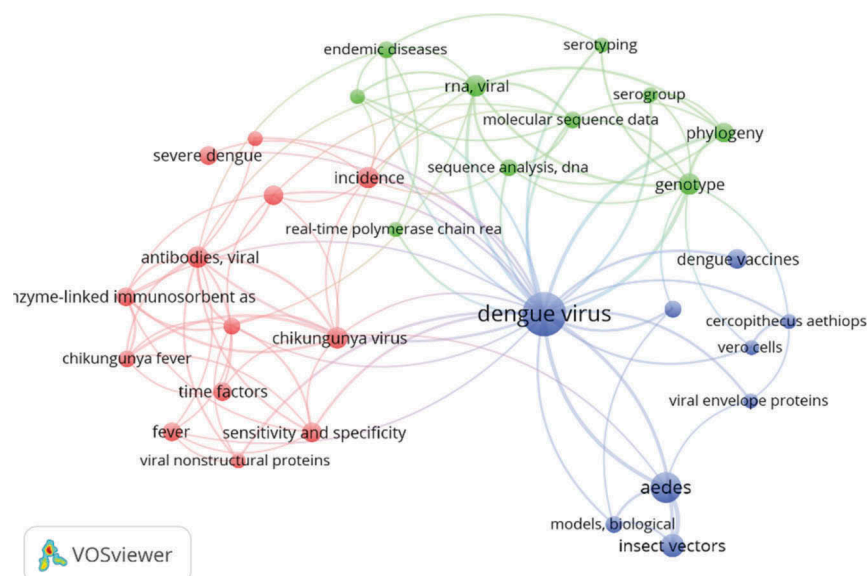 serotyping
endemic diseases
rna, viral
serogroup
molecular sequence data
phylogeny
severe dengue
sequence analysis, dna
incidence
genotype
real-time polymerase chain rea
antibodies, viral
dengue vaccines
nzyme-linked immunosorbent as
dengue virus
cercopithecus aethiops
chikungunya virus
vero cells
chikungunya fever
time factors
viral envelope proteins
fever
sensitivity and specificity
viral nonstructural proteins
aedes
models, biological
insect vectors
VOSviewer